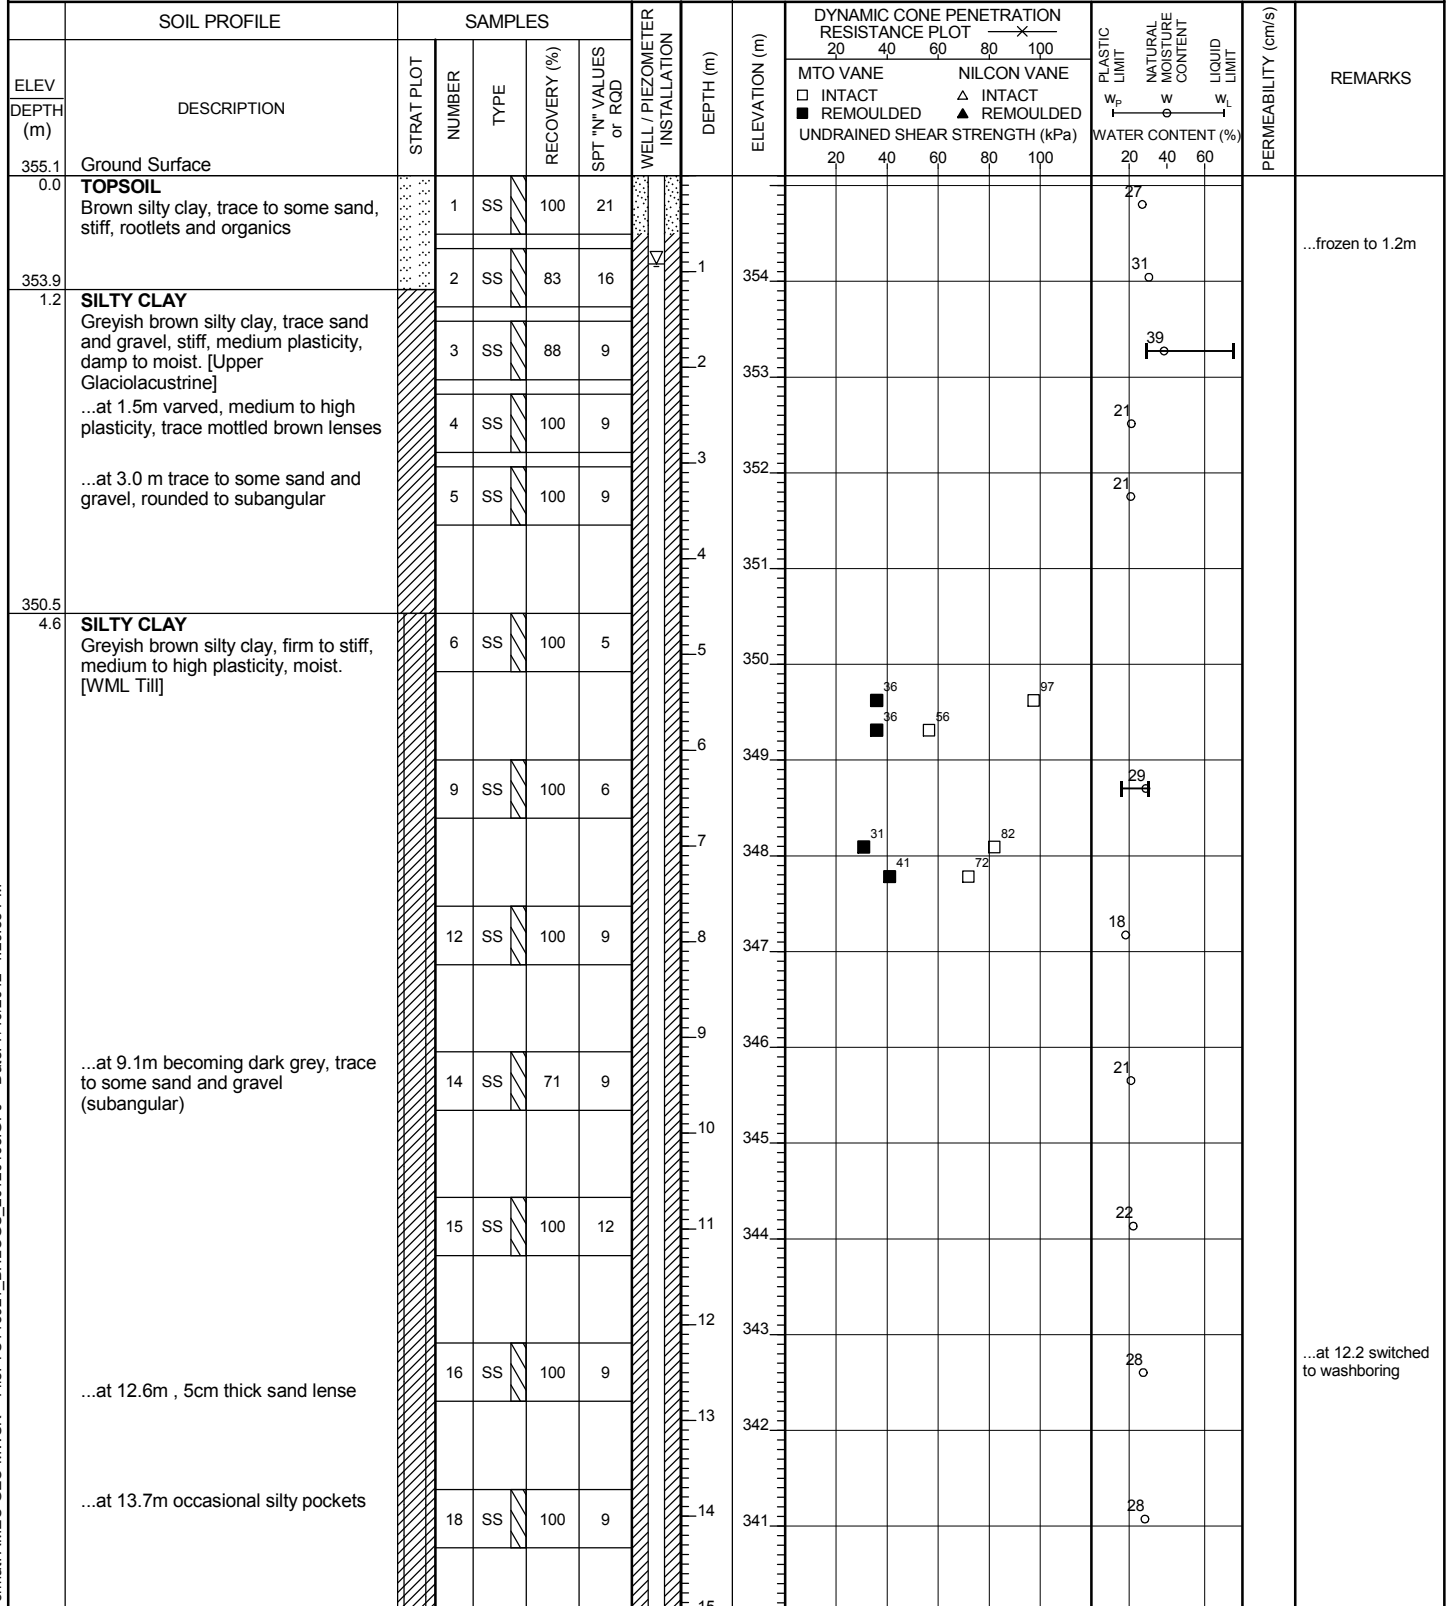 SOIL PROFILE
SAMPLES
ELEV
DEPTH
(m)
DESCRIPTION
STRAT PLOT
NUMBER
TYPE
RECOVERY (%)
SPT "N" VALUES
or RQD
WELL / PIEZOMETER
INSTALLATION
DEPTH (m)
ELEVATION (m)
DYNAMIC CONE PENETRATION
RESISTANCE PLOT
20 40 60 80 100
MTO VANE NILCON VANE
INTACT INTACT
REMOULDED REMOULDED
UNDRAINED SHEAR STRENGTH (kPa)
20 40 60 80 100
PLASTIC
LIMIT
NATURAL
MOISTURE
CONTENT
LIQUID
LIMIT
WP W WL
WATER CONTENT (%)
20 40 60
PERMEABILITY (cm/s)
REMARKS
355.1 Ground Surface
0.0 TOPSOIL
Brown silty clay, trace to some sand,
stiff, rootlets and organics
1 SS 100 21
27
...frozen to 1.2m
2 SS 83 16
1
354
31
353.9
1.2 SILTY CLAY
Greyish brown silty clay, trace sand
and gravel, stiff, medium plasticity,
damp to moist. [Upper
Glaciolacustrine]
3 SS 88 9
39
2
353
...at 1.5m varved, medium to high
plasticity, trace mottled brown lenses
4 SS 100 9
21
3
352
...at 3.0 m trace to some sand and
gravel, rounded to subangular
5 SS 100 9
21
4
351
350.5
4.6 SILTY CLAY
Greyish brown silty clay, firm to stiff,
medium to high plasticity, moist.
[WML Till]
6 SS 100 5
5
350
36 97
36 56
6
349
9 SS 100 6
29
7
31 82
348
41 72
12 SS 100 9
18
8
347
9
346
...at 9.1m becoming dark grey, trace
to some sand and gravel
(subangular)
14 SS 71 9
21
10
345
15 SS 100 12
22
11
344
12
343
16 SS 100 9
28
...at 12.2 switched
to washboring
...at 12.6m , 5cm thick sand lense
13
342
...at 13.7m occasional silty pockets
18 SS 100 9
28
14
341